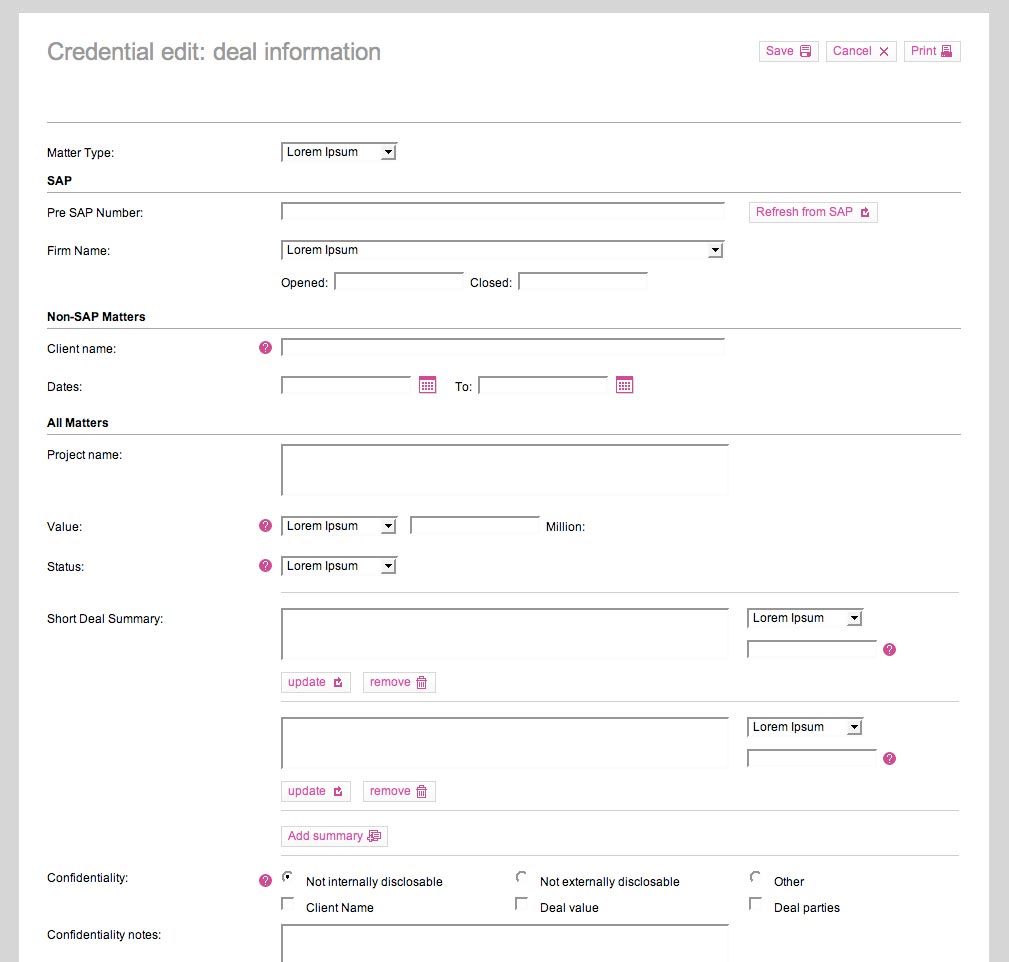 Credential edit: deal information
Save Cancel Print
Matter Type: Lorem Ipsum
SAP
Pre SAP Number: Refresh from SAP
Firm Name: Lorem Ipsum
Opened: Closed:
Non-SAP Matters
Client name: ?
Dates: To:
All Matters
Project name:
Value: ? Lorem Ipsum Million:
Status: ? Lorem Ipsum
Short Deal Summary: Lorem Ipsum
?
update remove
Lorem Ipsum
?
update remove
Add summary
Confidentiality: ? Not internally disclosable Not externally disclosable Other
Client Name Deal value Deal parties
Confidentiality notes: